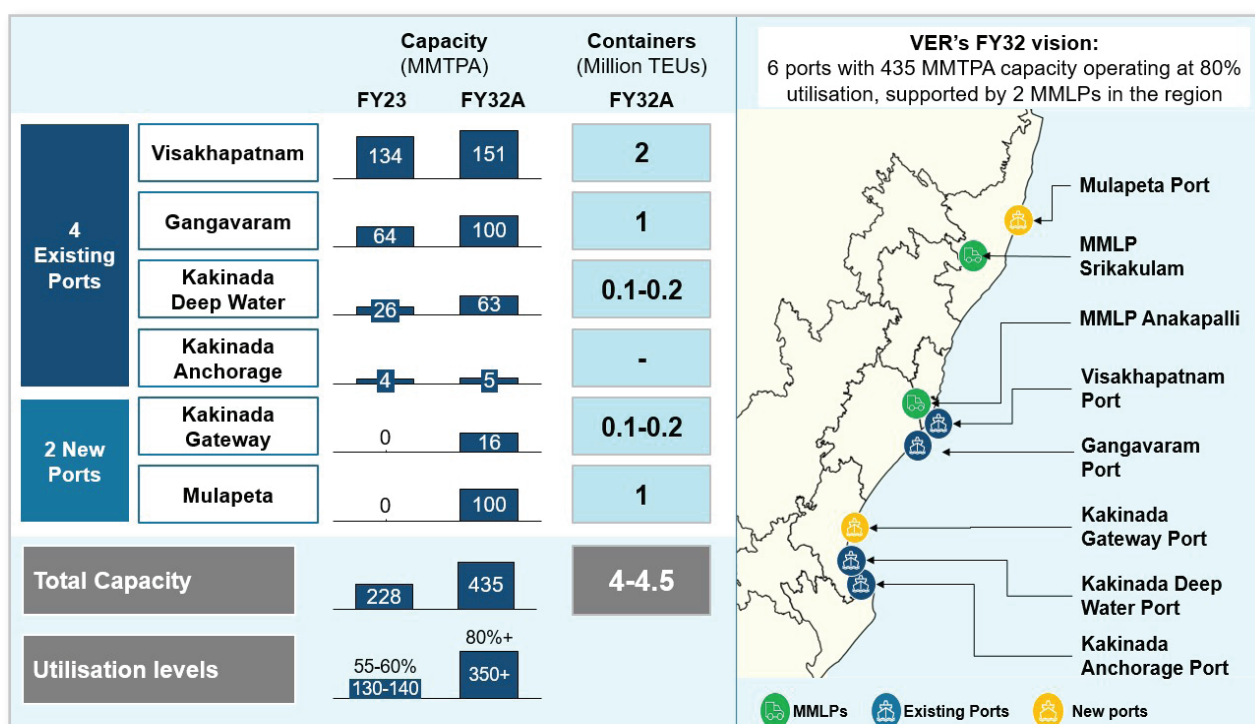 Capacity
(MMTPA)
Containers
(Million TEUs)
FY23
FY32A
FY32A
4
Existing
Ports
Visakhapatnam
134
151
2
Gangavaram
64
100
1
Kakinada
Deep Water
26
63
0.1-0.2
Kakinada
Anchorage
4
5
-
2 New
Ports
Kakinada
Gateway
0
16
0.1-0.2
Mulapeta
0
100
1
Total Capacity
228
435
4-4.5
Utilisation levels
55-60%
130-140
80%+
350+
VER's FY32 vision:
6 ports with 435 MMTPA capacity operating at 80%
utilisation, supported by 2 MMLPs in the region
Mulapeta Port
MMLP
Srikakulam
MMLP Anakapalli
Visakhapatnam
Port
Gangavaram
Port
Kakinada
Gateway Port
Kakinada Deep
Water Port
Kakinada
Anchorage Port
MMLPs
Existing Ports
New ports